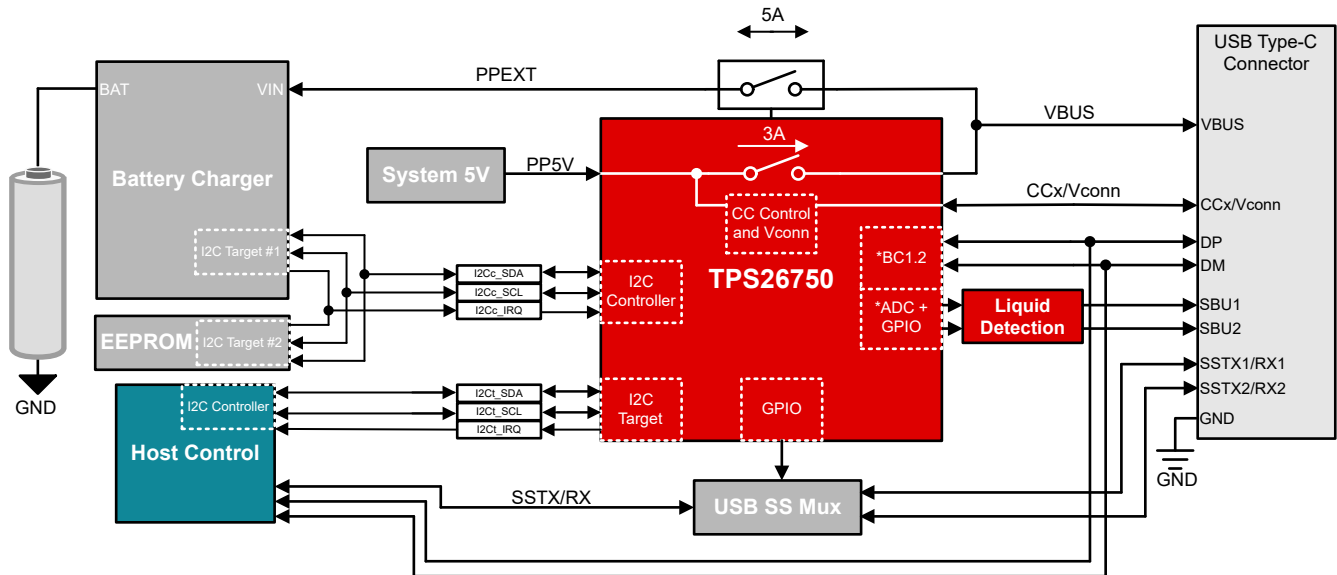 5A
USB Type-C
Connector
BAT
VIN
PPEXT
VBUS
VBUS
3A
Battery Charger
System 5V
PP5V
CCx/Vconn
CCx/Vconn
CC Control
and Vconn
I2C Target #1
*BC1.2
DP
DM
TPS26750
I2Cc_SDA
I2Cc_SCL
I2Cc_IRQ
I2C
Controller
*ADC +
GPIO
Liquid
Detection
SBU1
SBU2
EEPROM
I2C Target #2
SSTX1/RX1
SSTX2/RX2
GND
I2C Controller
I2Ct_SDA
I2Ct_SCL
I2Ct_IRQ
I2C
Target
GPIO
GND
Host Control
GND
SSTX/RX
USB SS Mux